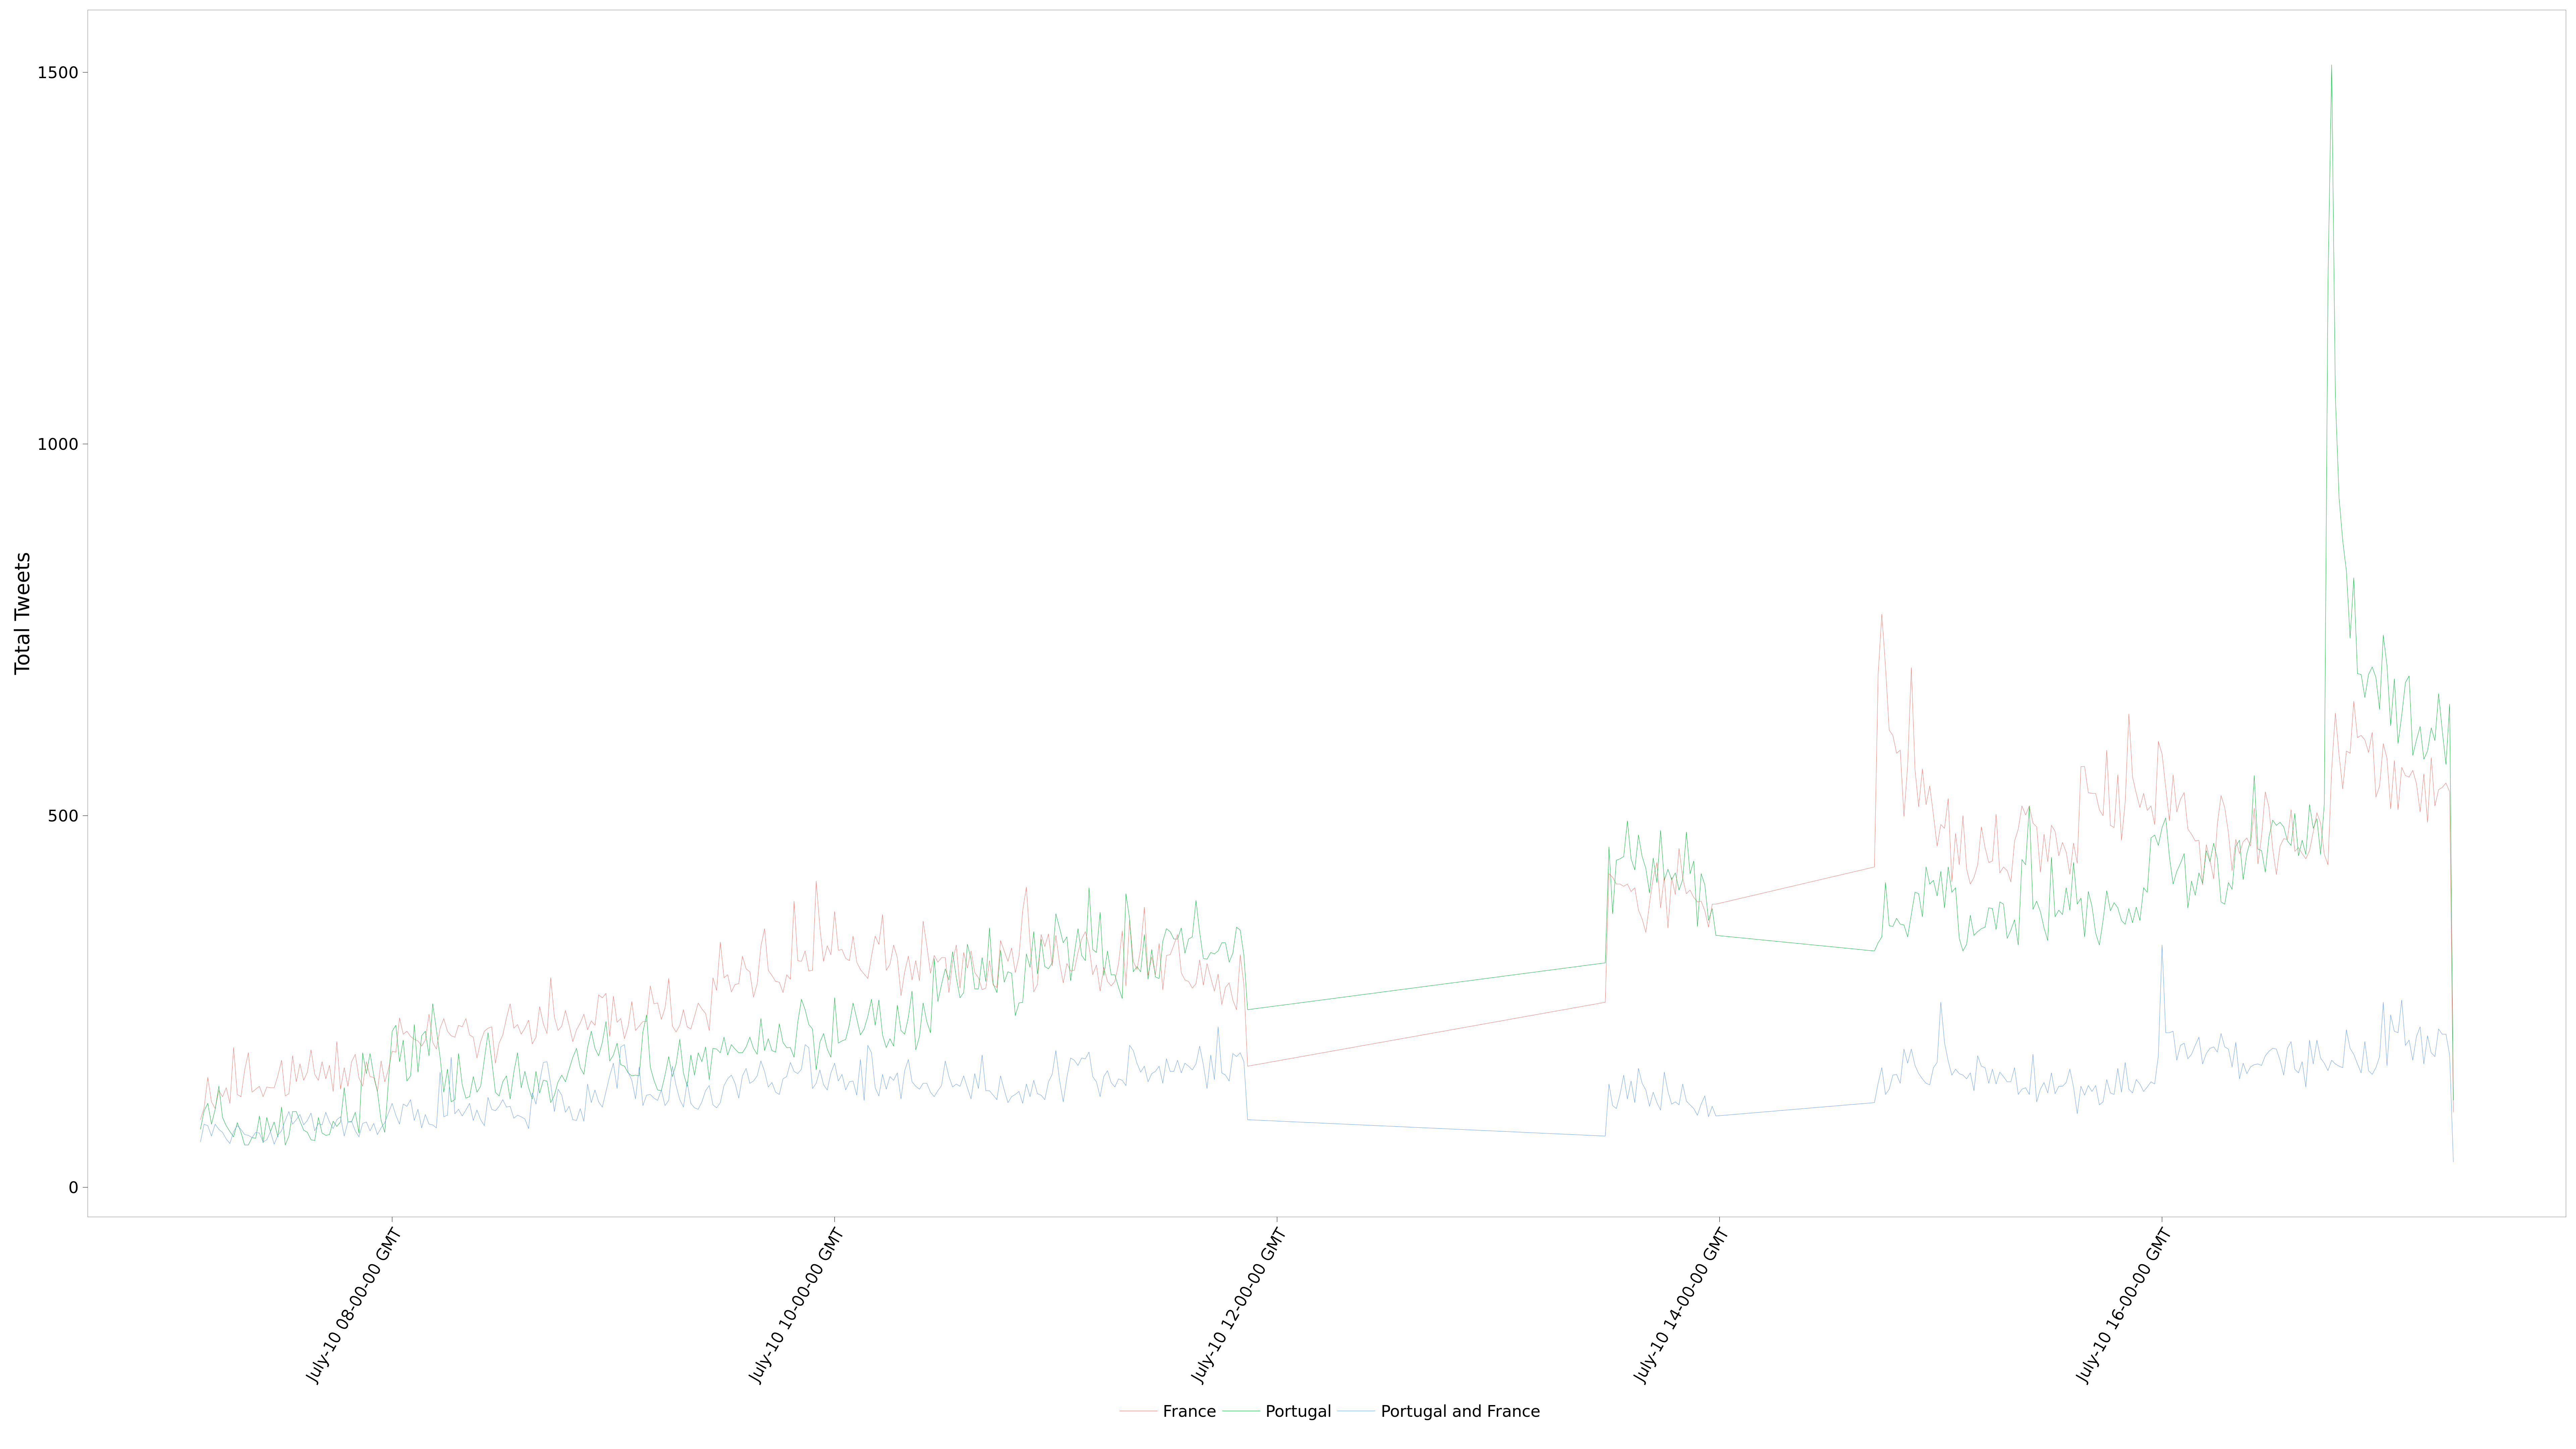 Total Tweets
1500
1000
500
0
July-10 08-00-00 GMT
July-10 10-00-00 GMT
July-10 12-00-00 GMT
July-10 14-00-00 GMT
July-10 16-00-00 GMT
France
Portugal
Portugal and France